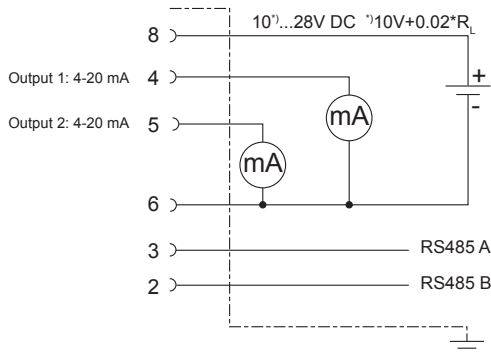 8 10*)...28V DC *)10V+0.02*RL
Output 1: 4-20 mA 4
+
-
mA
Output 2: 4-20 mA 5
mA
6
3 RS485 A
2 RS485 B